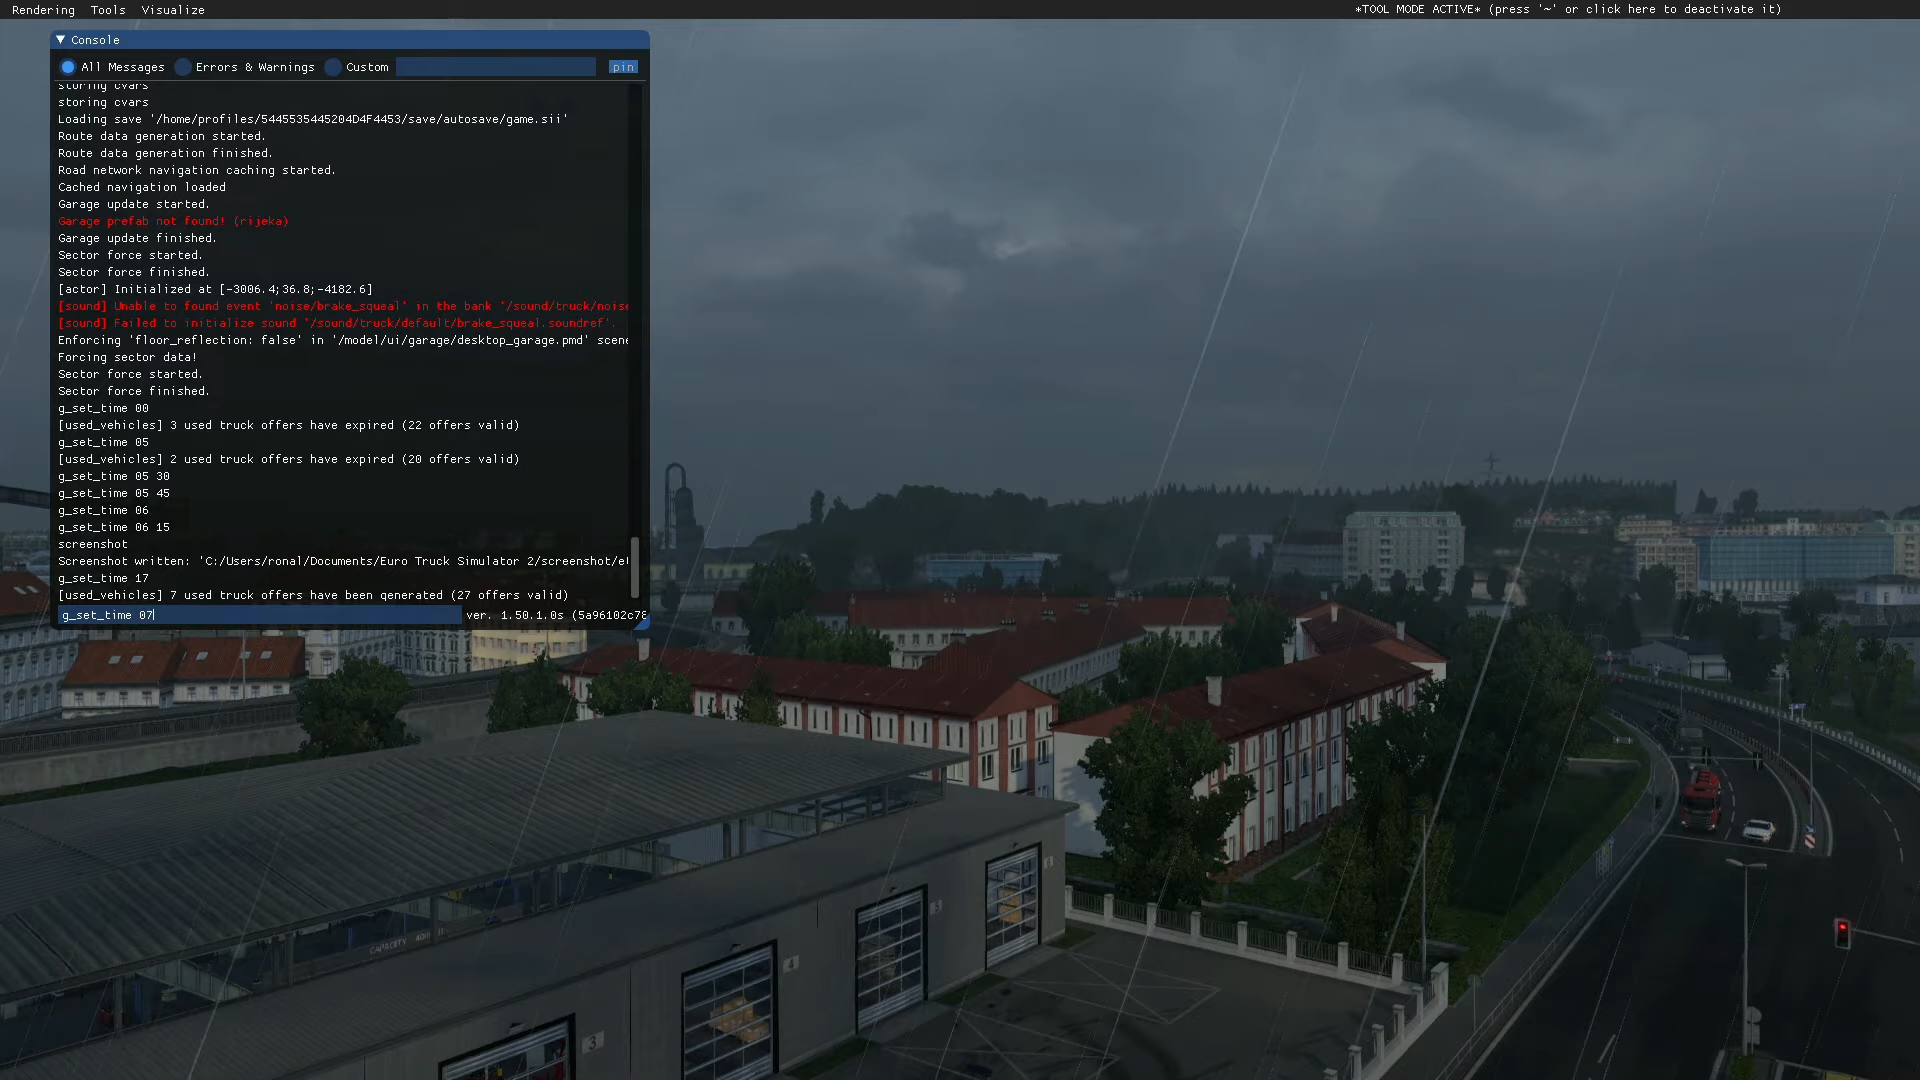 Rendering Tools Visualize *TOOL MODE ACTIVE* (press '~' or click here to deactivate it)
▼ Console
All Messages Errors & Warnings Custom pin
storing cvars
storing cvars
Loading save '/home/profiles/5445535445204D4F4453/save/autosave/game.sii'
Route data generation started.
Route data generation finished.
Road network navigation caching started.
Cached navigation loaded
Garage update started.
Garage prefab not found! (rijeka)
Garage update finished.
Sector force started.
Sector force finished.
[actor] Initialized at [-3006.4;36.8;-4182.6]
[sound] Unable to found event 'noise/brake_squeal' in the bank '/sound/truck/noise
[sound] Failed to initialize sound '/sound/truck/default/brake_squeal.soundref'.
Enforcing 'floor_reflection: false' in '/model/ui/garage/desktop_garage.pmd' scene
Forcing sector data!
Sector force started.
Sector force finished.
g_set_time 00
[used_vehicles] 3 used truck offers have expired (22 offers valid)
g_set_time 05
[used_vehicles] 2 used truck offers have expired (20 offers valid)
g_set_time 05 30
g_set_time 05 45
g_set_time 06
g_set_time 06 15
screenshot
Screenshot written: 'C:/Users/ronal/Documents/Euro Truck Simulator 2/screenshot/e
g_set_time 17
[used_vehicles] 7 used truck offers have been generated (27 offers valid)
g_set_time 07 ver. 1.50.1.0s (5a96102c78
CAPACITY
5
4
3